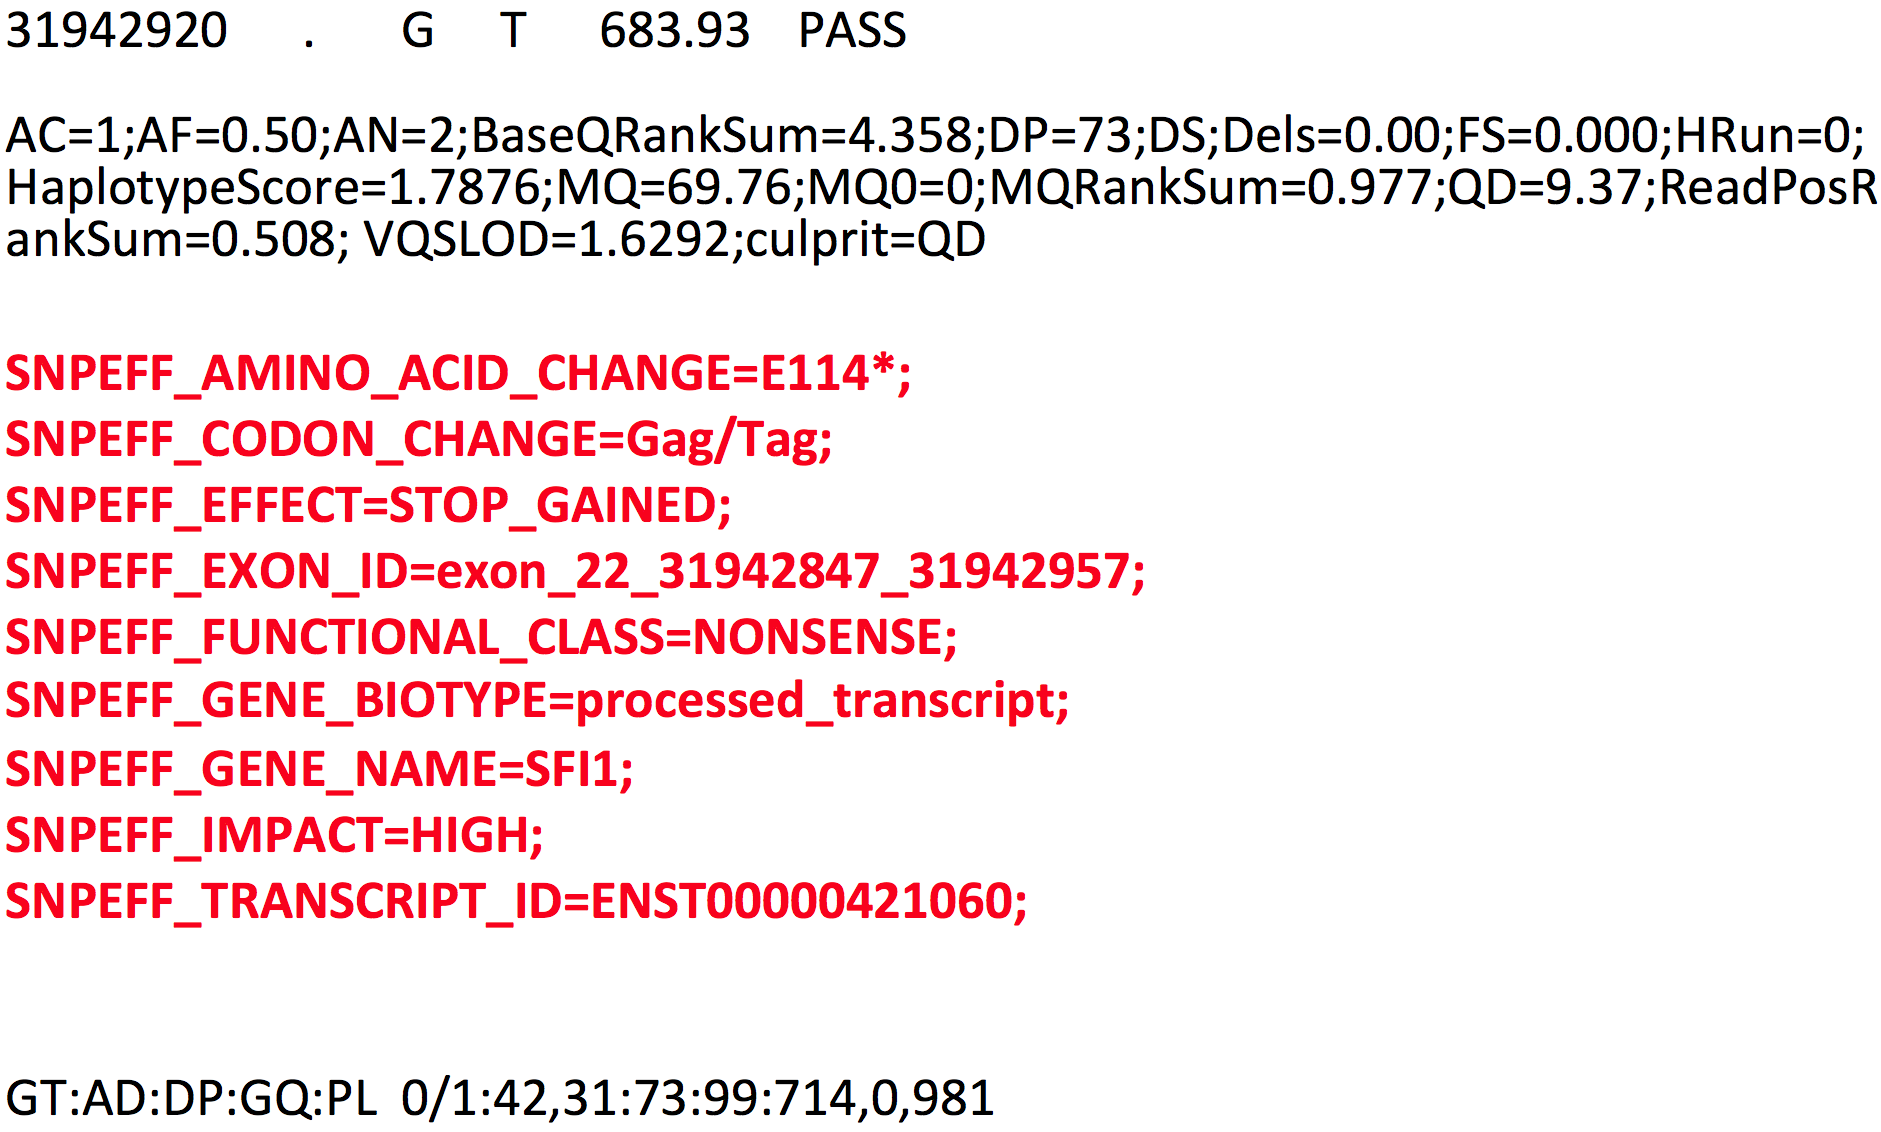 31942920 . G T 683.93 PASS
AC=1;AF=0.50;AN=2;BaseQRankSum=4.358;DP=73;DS;Dels=0.00;FS=0.000;HRun=0;
HaplotypeScore=1.7876;MQ=69.76;MQ0=0;MQRankSum=0.977;QD=9.37;ReadPosR
ankSum=0.508; VQSLOD=1.6292;culprit=QD
SNPEFF_AMINO_ACID_CHANGE=E114*;
SNPEFF_CODON_CHANGE=Gag/Tag;
SNPEFF_EFFECT=STOP_GAINED;
SNPEFF_EXON_ID=exon_22_31942847_31942957;
SNPEFF_FUNCTIONAL_CLASS=NONSENSE;
SNPEFF_GENE_BIOTYPE=processed_transcript;
SNPEFF_GENE_NAME=SFI1;
SNPEFF_IMPACT=HIGH;
SNPEFF_TRANSCRIPT_ID=ENST00000421060;
GT:AD:DP:GQ:PL 0/1:42,31:73:99:714,0,981